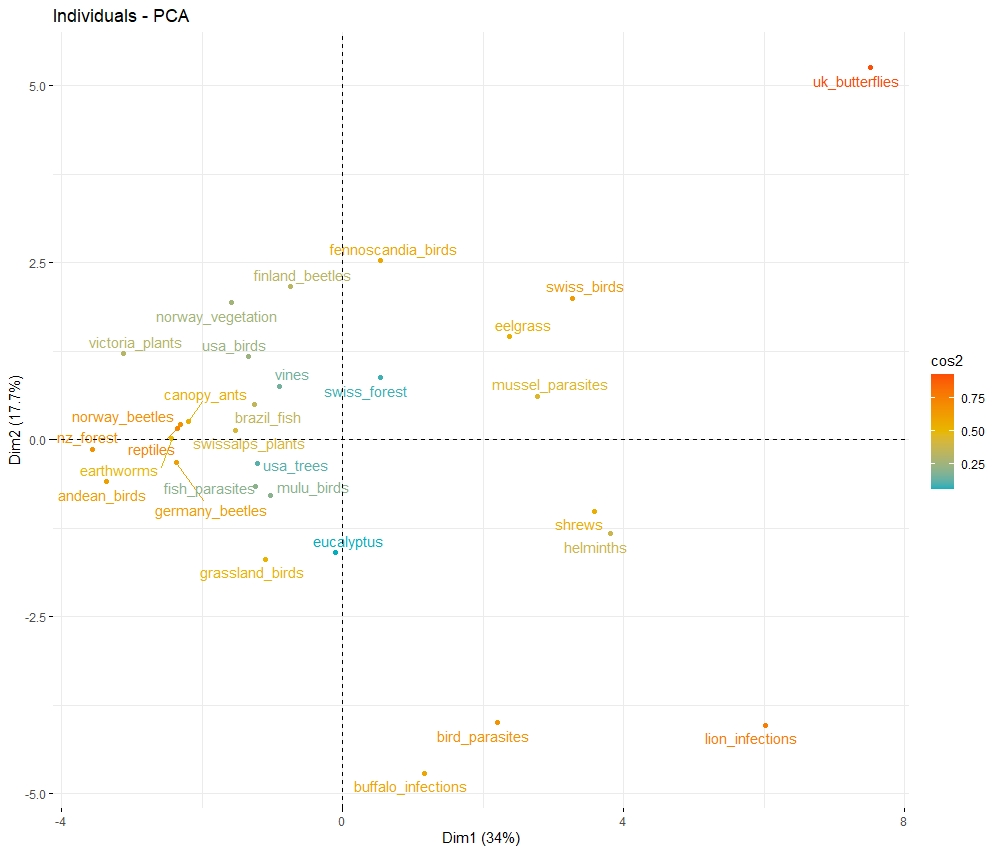 Individuals - PCA
uk_butterflies
5.0
fennoscandia_birds
2.5
finland_beetles
swiss_birds
norway_vegetation
eelgrass
victoria_plants
usa_birds
cos2
vines
mussel_parasites
swiss_forest
canopy_ants
0.75
norway_beetles
brazil_fish
Dim2 (17.7%)
0.50
0.0
nz_forest
swissalps_plants
reptiles
0.25
earthworms
usa_trees
andean_birds
fish_parasites
mulu_birds
germany_beetles
shrews
eucalyptus
helminths
grassland_birds
-2.5
bird_parasites
lion_infections
buffalo_infections
-5.0
-4
0
4
8
Dim1 (34%)